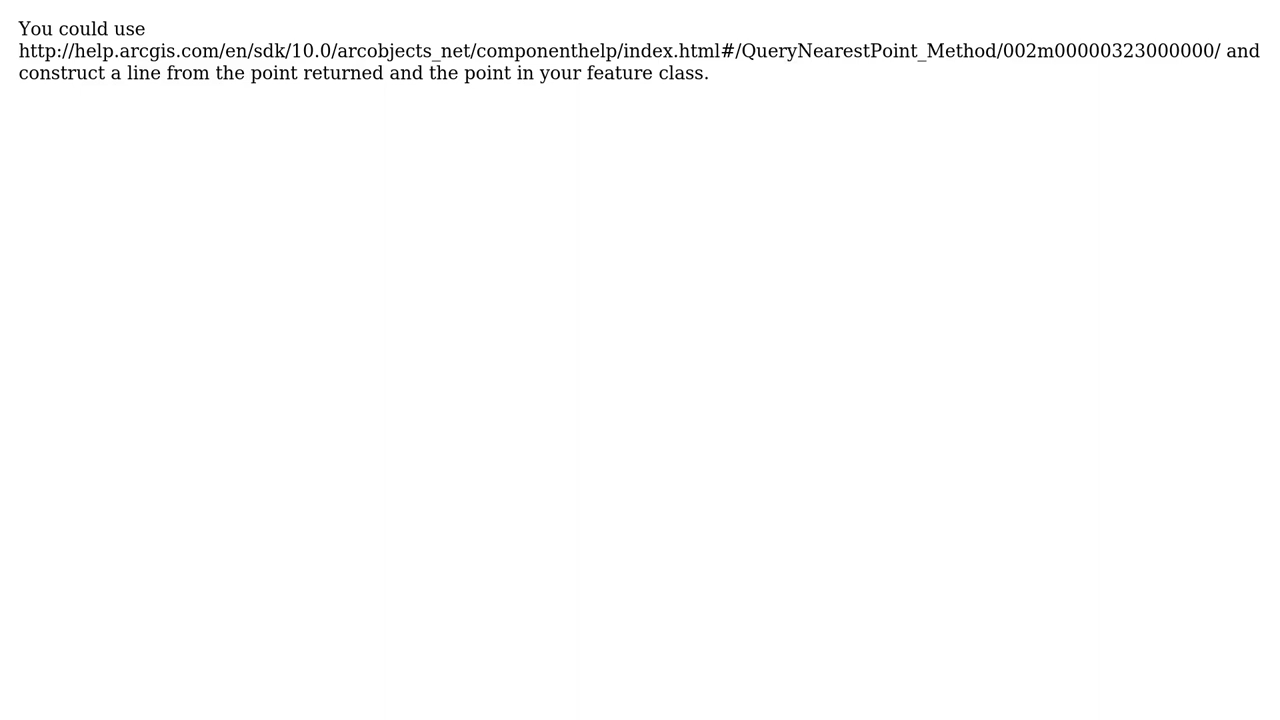 You could use
http://help.arcgis.com/en/sdk/10.0/arcobjects_net/componenthelp/index.html#/QueryNearestPoint_Method/002m00000323000000/ and
construct a line from the point returned and the point in your feature class.